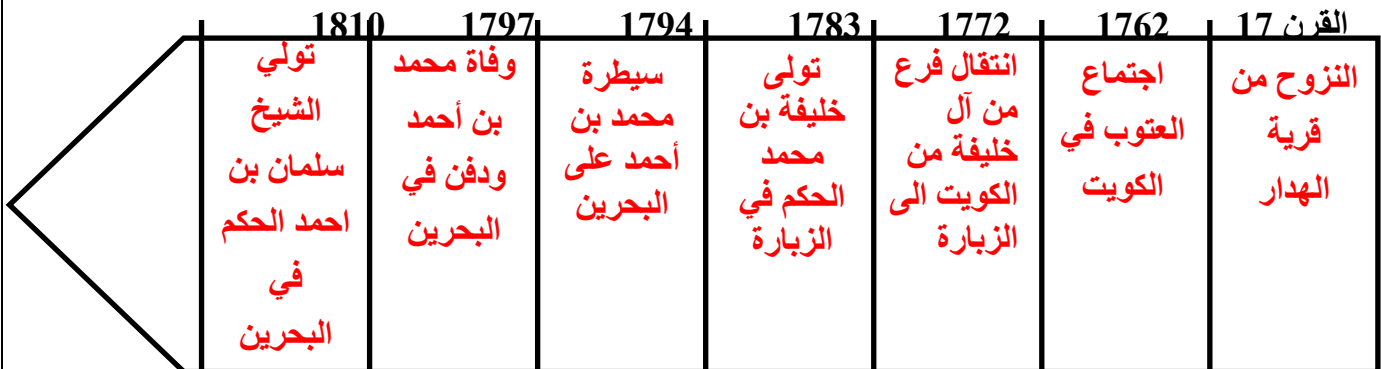 القرن 17 1762 1772 1783 1794 1797 1810
النزوح من
قرية
الهدار
اجتماع
العتوب في
الكويت
انتقال فرع
من آل
خليفة من
الكويت الى
الزبارة
تولى
خليفة بن
محمد
الحكم في
الزبارة
سيطرة
محمد بن
أحمد على
البحرين
وفاة محمد
بن أحمد
ودفن في
البحرين
تولي
الشيخ
سلمان بن
احمد الحكم
في
البحرين